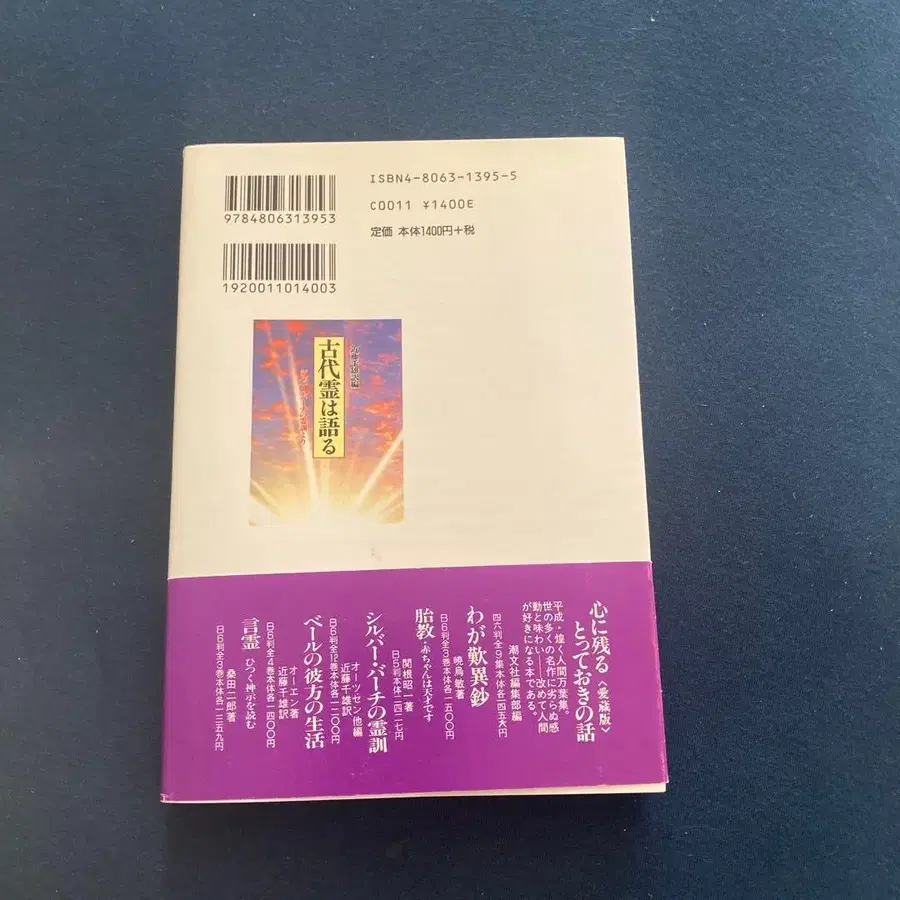 ISBN4-8063-1395-5
C0011 ¥1400E
定価 本体1400円+税
9784806313953
1920011014003
近藤千雄訳編
古代霊は語る
心に残る〈愛蔵版〉
とっておきの話
平成・煌く人間万葉集。
世の多くの名作に劣らぬ感
動と味わい――改めて人間
が好きになる本である。
潮文社編集部編
四六判全9集本体各一四五六円
わが歎異鈔
暁烏敏著
B6判全3巻本体各一五〇〇円
胎教・赤ちゃんは天才です
関根昭一著
B5判本体一二四二七円
シルバー・バーチの霊訓
オーツセン他編
近藤千雄訳
B6判全12巻本体各一二〇〇円
ベールの彼方の生活
オーエン著
近藤千雄訳
B6判全4巻本体各一四〇〇円
言霊 ひつく神示を読む
桑田二郎著
B6判全9巻本体各一二五九円